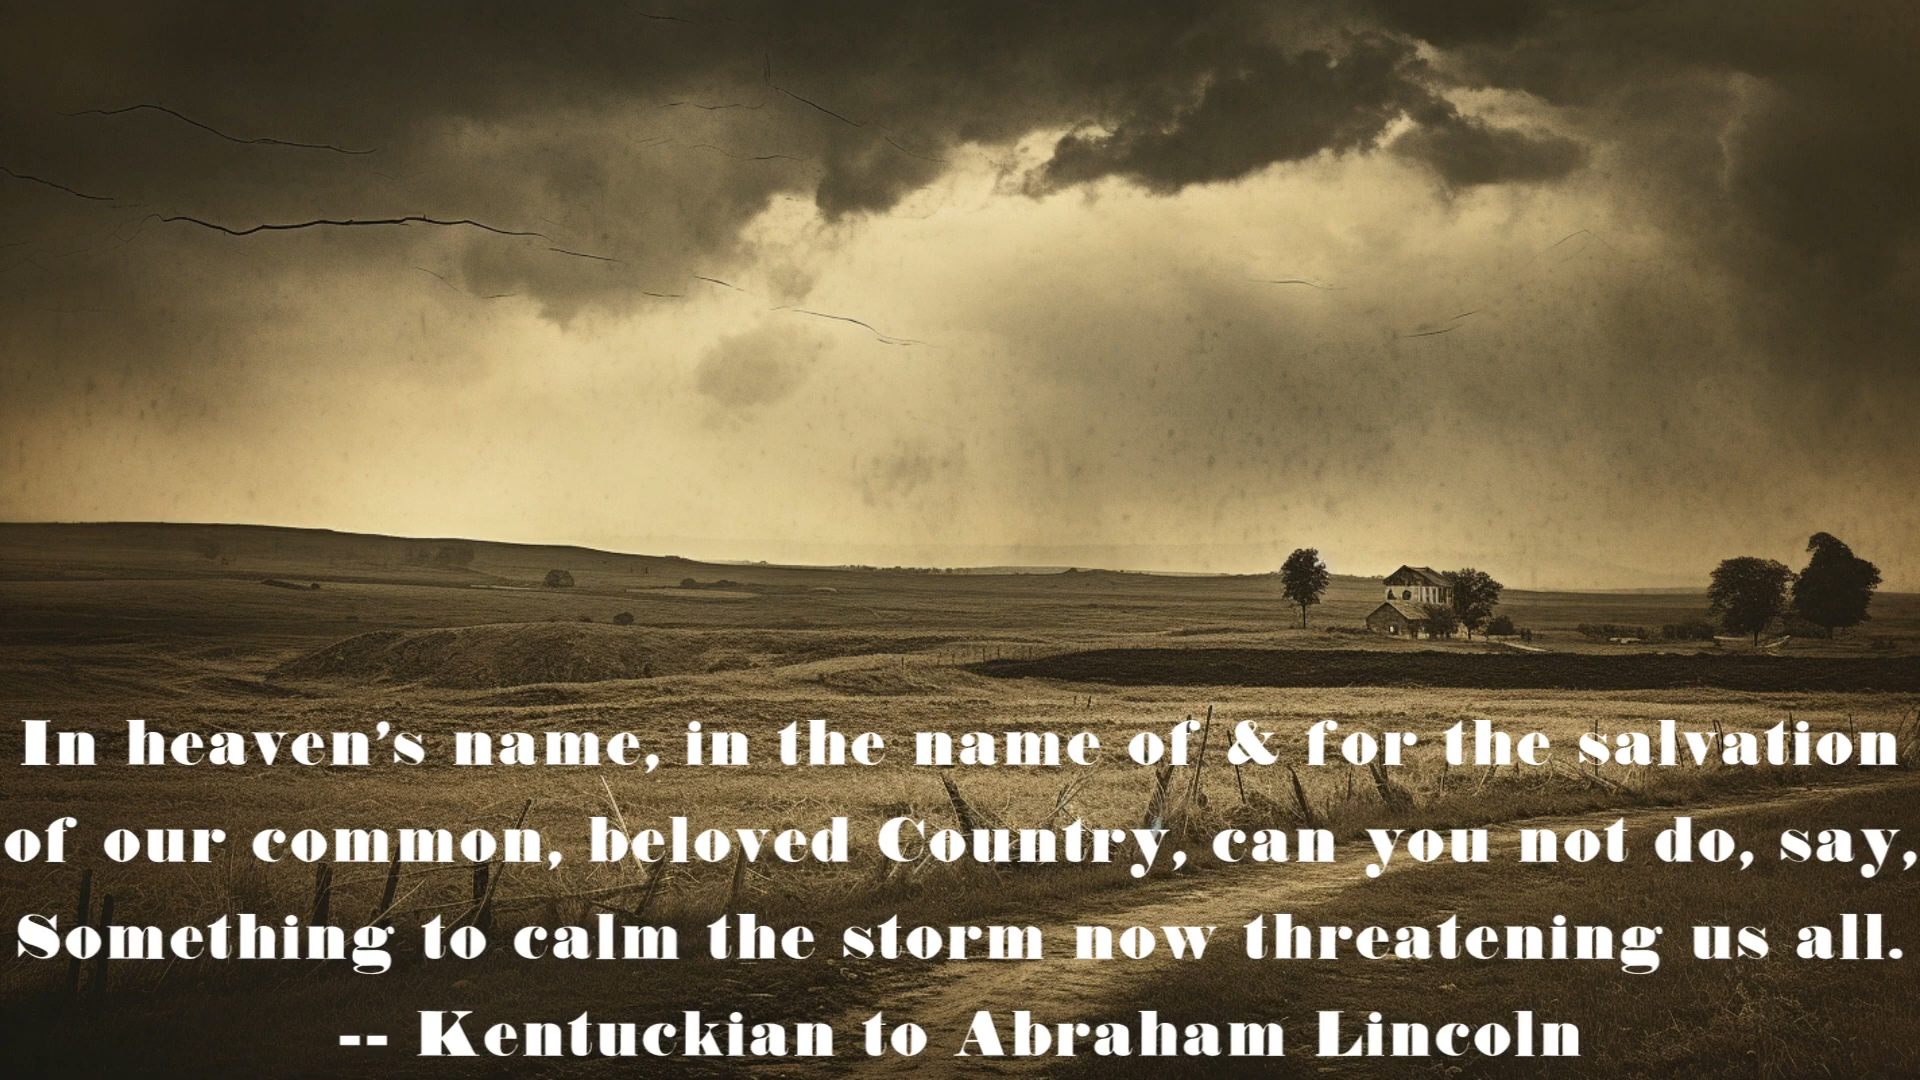 In heaven's name, in the name of & for the salvation
of our common, beloved Country, can you not do, say,
Something to calm the storm now threatening us all.
-- Kentuckian to Abraham Lincoln